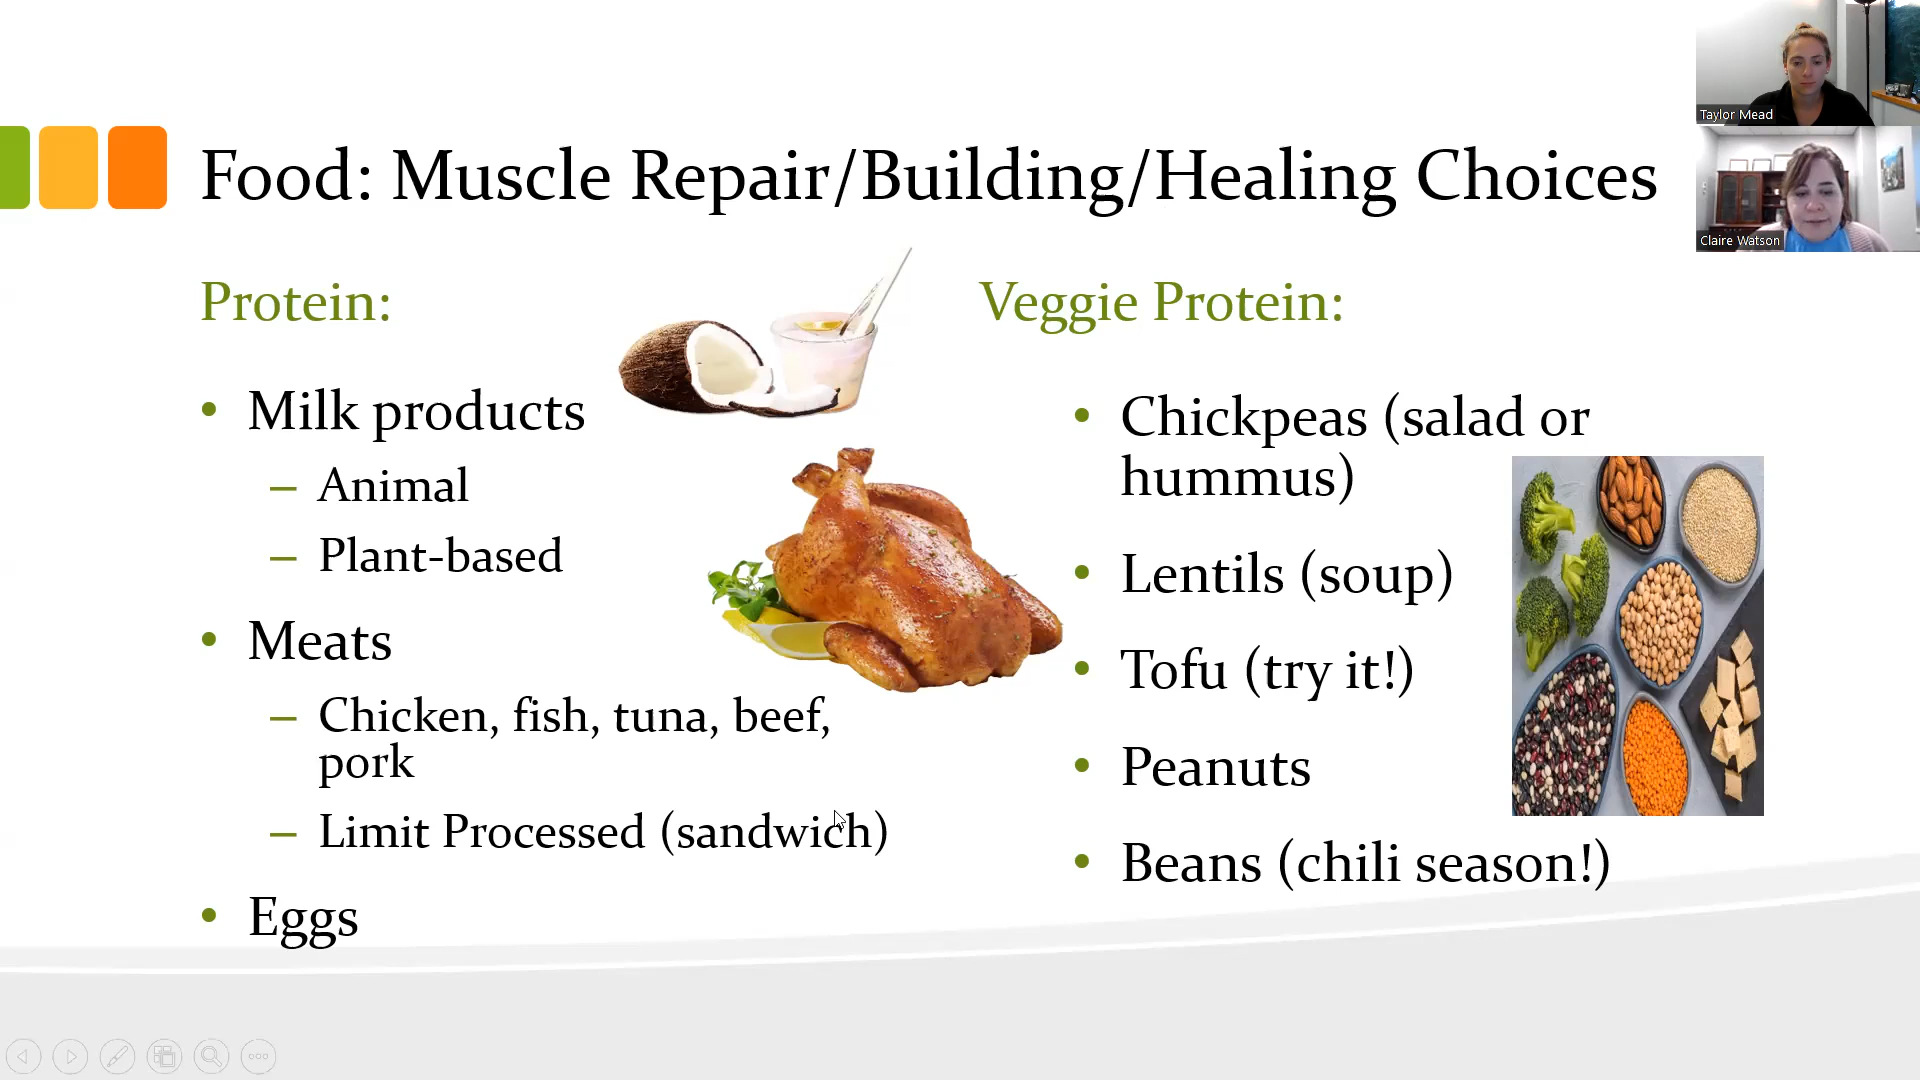 Food: Muscle Repair/Building/Healing Choices
Protein:
• Milk products
– Animal
– Plant-based
• Meats
– Chicken, fish, tuna, beef,
pork
– Limit Processed (sandwich)
• Eggs
Veggie Protein:
• Chickpeas (salad or
hummus)
• Lentils (soup)
• Tofu (try it!)
• Peanuts
• Beans (chili season!)
Taylor Mead
Claire Watson